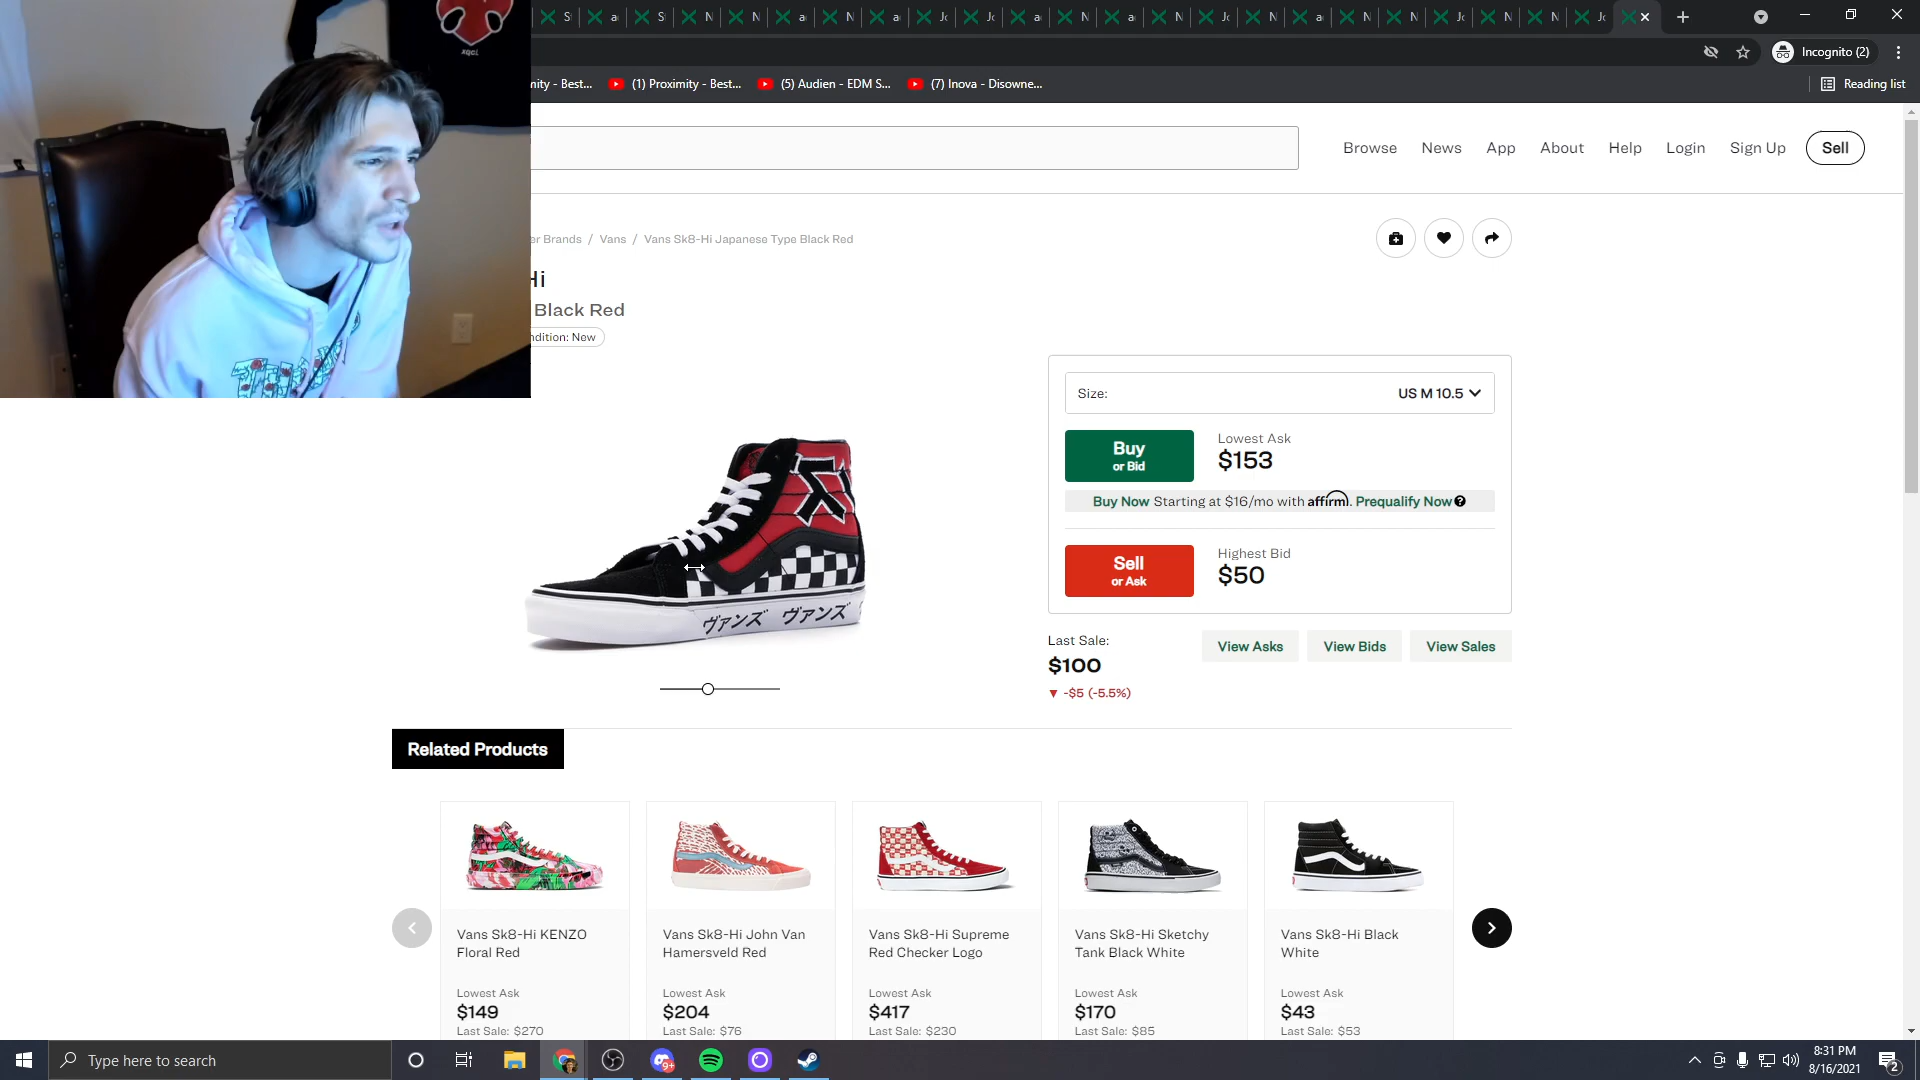 xqcl
Incognito (2)
nity - Best...
(1) Proximity - Best...
(5) Audien - EDM S...
(7) Inova - Disowne...
Reading list
Browse
News
App
About
Help
Login
Sign Up
Sell
er Brands / Vans / Vans Sk8-Hi Japanese Type Black Red
Hi
Black Red
ndition: New
Size:
US M 10.5
Buy
or Bid
Lowest Ask
$153
Buy Now Starting at $16/mo with affirm. Prequalify Now
Sell
or Ask
Highest Bid
$50
ヴァンズ ヴァンズ
Last Sale:
$100
▼ -$5 (-5.5%)
View Asks
View Bids
View Sales
Related Products
Vans Sk8-Hi KENZO
Floral Red
Lowest Ask
$149
Last Sale: $270
Vans Sk8-Hi John Van
Hamersveld Red
Lowest Ask
$204
Last Sale: $76
Vans Sk8-Hi Supreme
Red Checker Logo
Lowest Ask
$417
Last Sale: $230
Vans Sk8-Hi Sketchy
Tank Black White
Lowest Ask
$170
Last Sale: $85
Vans Sk8-Hi Black
White
Lowest Ask
$43
Last Sale: $53
Type here to search
9+
8:31 PM
8/16/2021
2